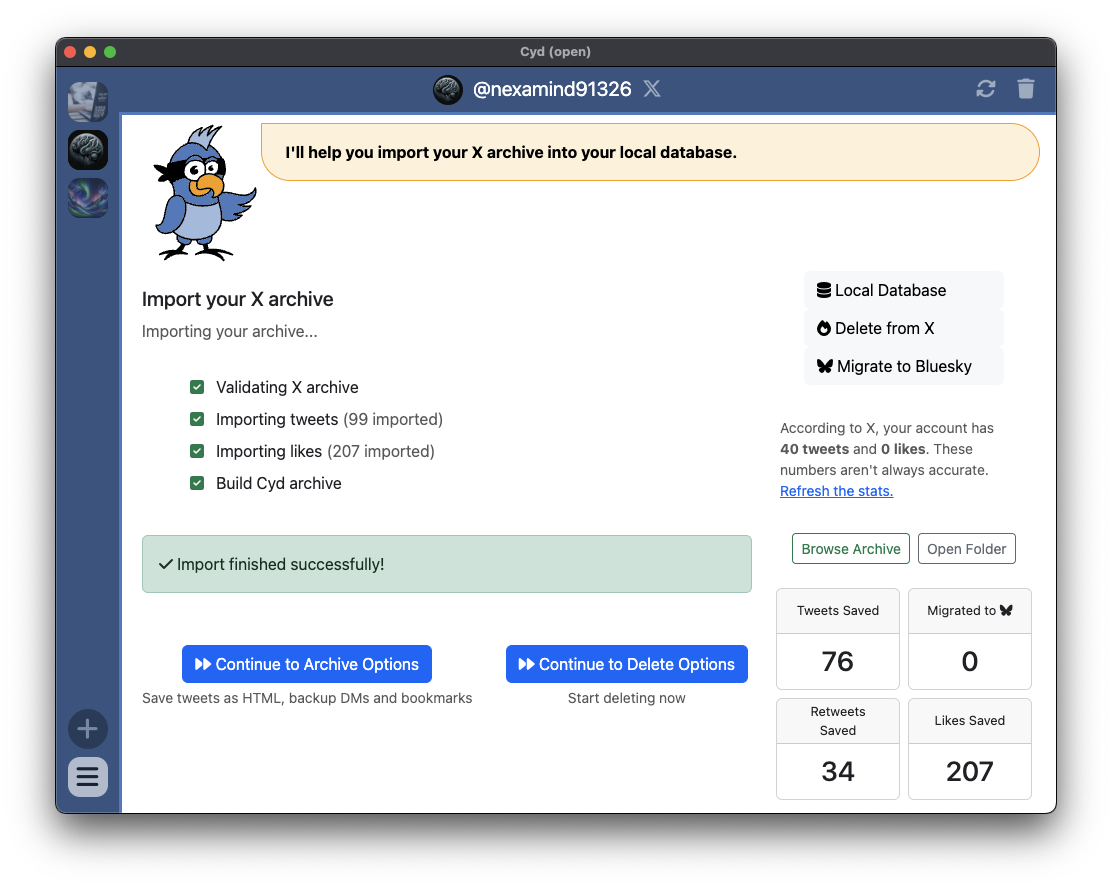 Cyd (open)
@nexamind91326
I'll help you import your X archive into your local database.
Import your X archive
Importing your archive...
Validating X archive
Importing tweets (99 imported)
Importing likes (207 imported)
Build Cyd archive
Import finished successfully!
Continue to Archive Options
Save tweets as HTML, backup DMs and bookmarks
Continue to Delete Options
Start deleting now
Local Database
Delete from X
Migrate to Bluesky
According to X, your account has
40 tweets and 0 likes. These
numbers aren't always accurate.
Refresh the stats.
Browse Archive
Open Folder
Tweets Saved
76
Migrated to
0
Retweets
Saved
34
Likes Saved
207